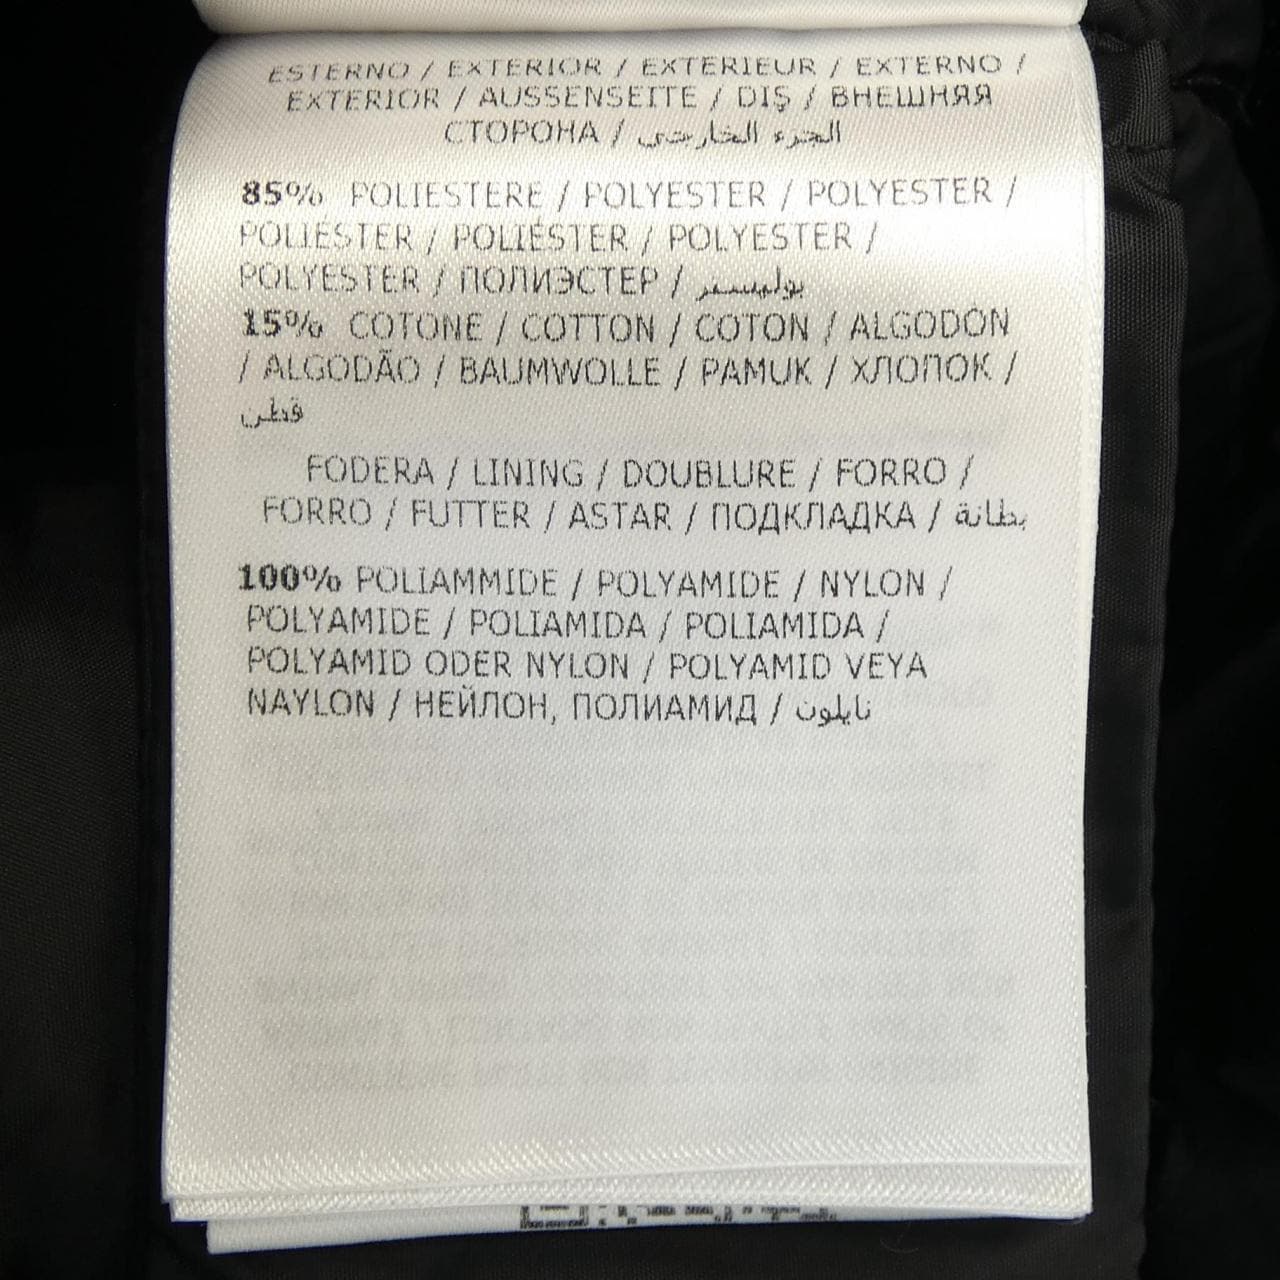 ESTERNO / EXTERIOR / EXTERIEUR / EXTERNO /
EXTERIOR / AUSSENSEITE / DIŞ / ВНЕШНЯЯ
СТОРОНА / الجزء الخارجي
85% POLIESTERE / POLYESTER / POLYESTER /
POLIÉSTER / POLIÉSTER / POLYESTER /
POLYESTER / ПОЛИЭСТЕР / بوليستر
15% COTONE / COTTON / COTON / ALGODÓN
/ ALGODÃO / BAUMWOLLE / PAMUK / ХЛОПОК /
قطن
FODERA / LINING / DOUBLURE / FORRO /
FORRO / FUTTER / ASTAR / ПОДКЛАДКА / بطانة
100% POLIAMMIDE / POLYAMIDE / NYLON /
POLYAMIDE / POLIAMIDA / POLIAMIDA /
POLYAMID ODER NYLON / POLYAMID VEYA
NAYLON / НЕЙЛОН, ПОЛИАМИД / نايلون